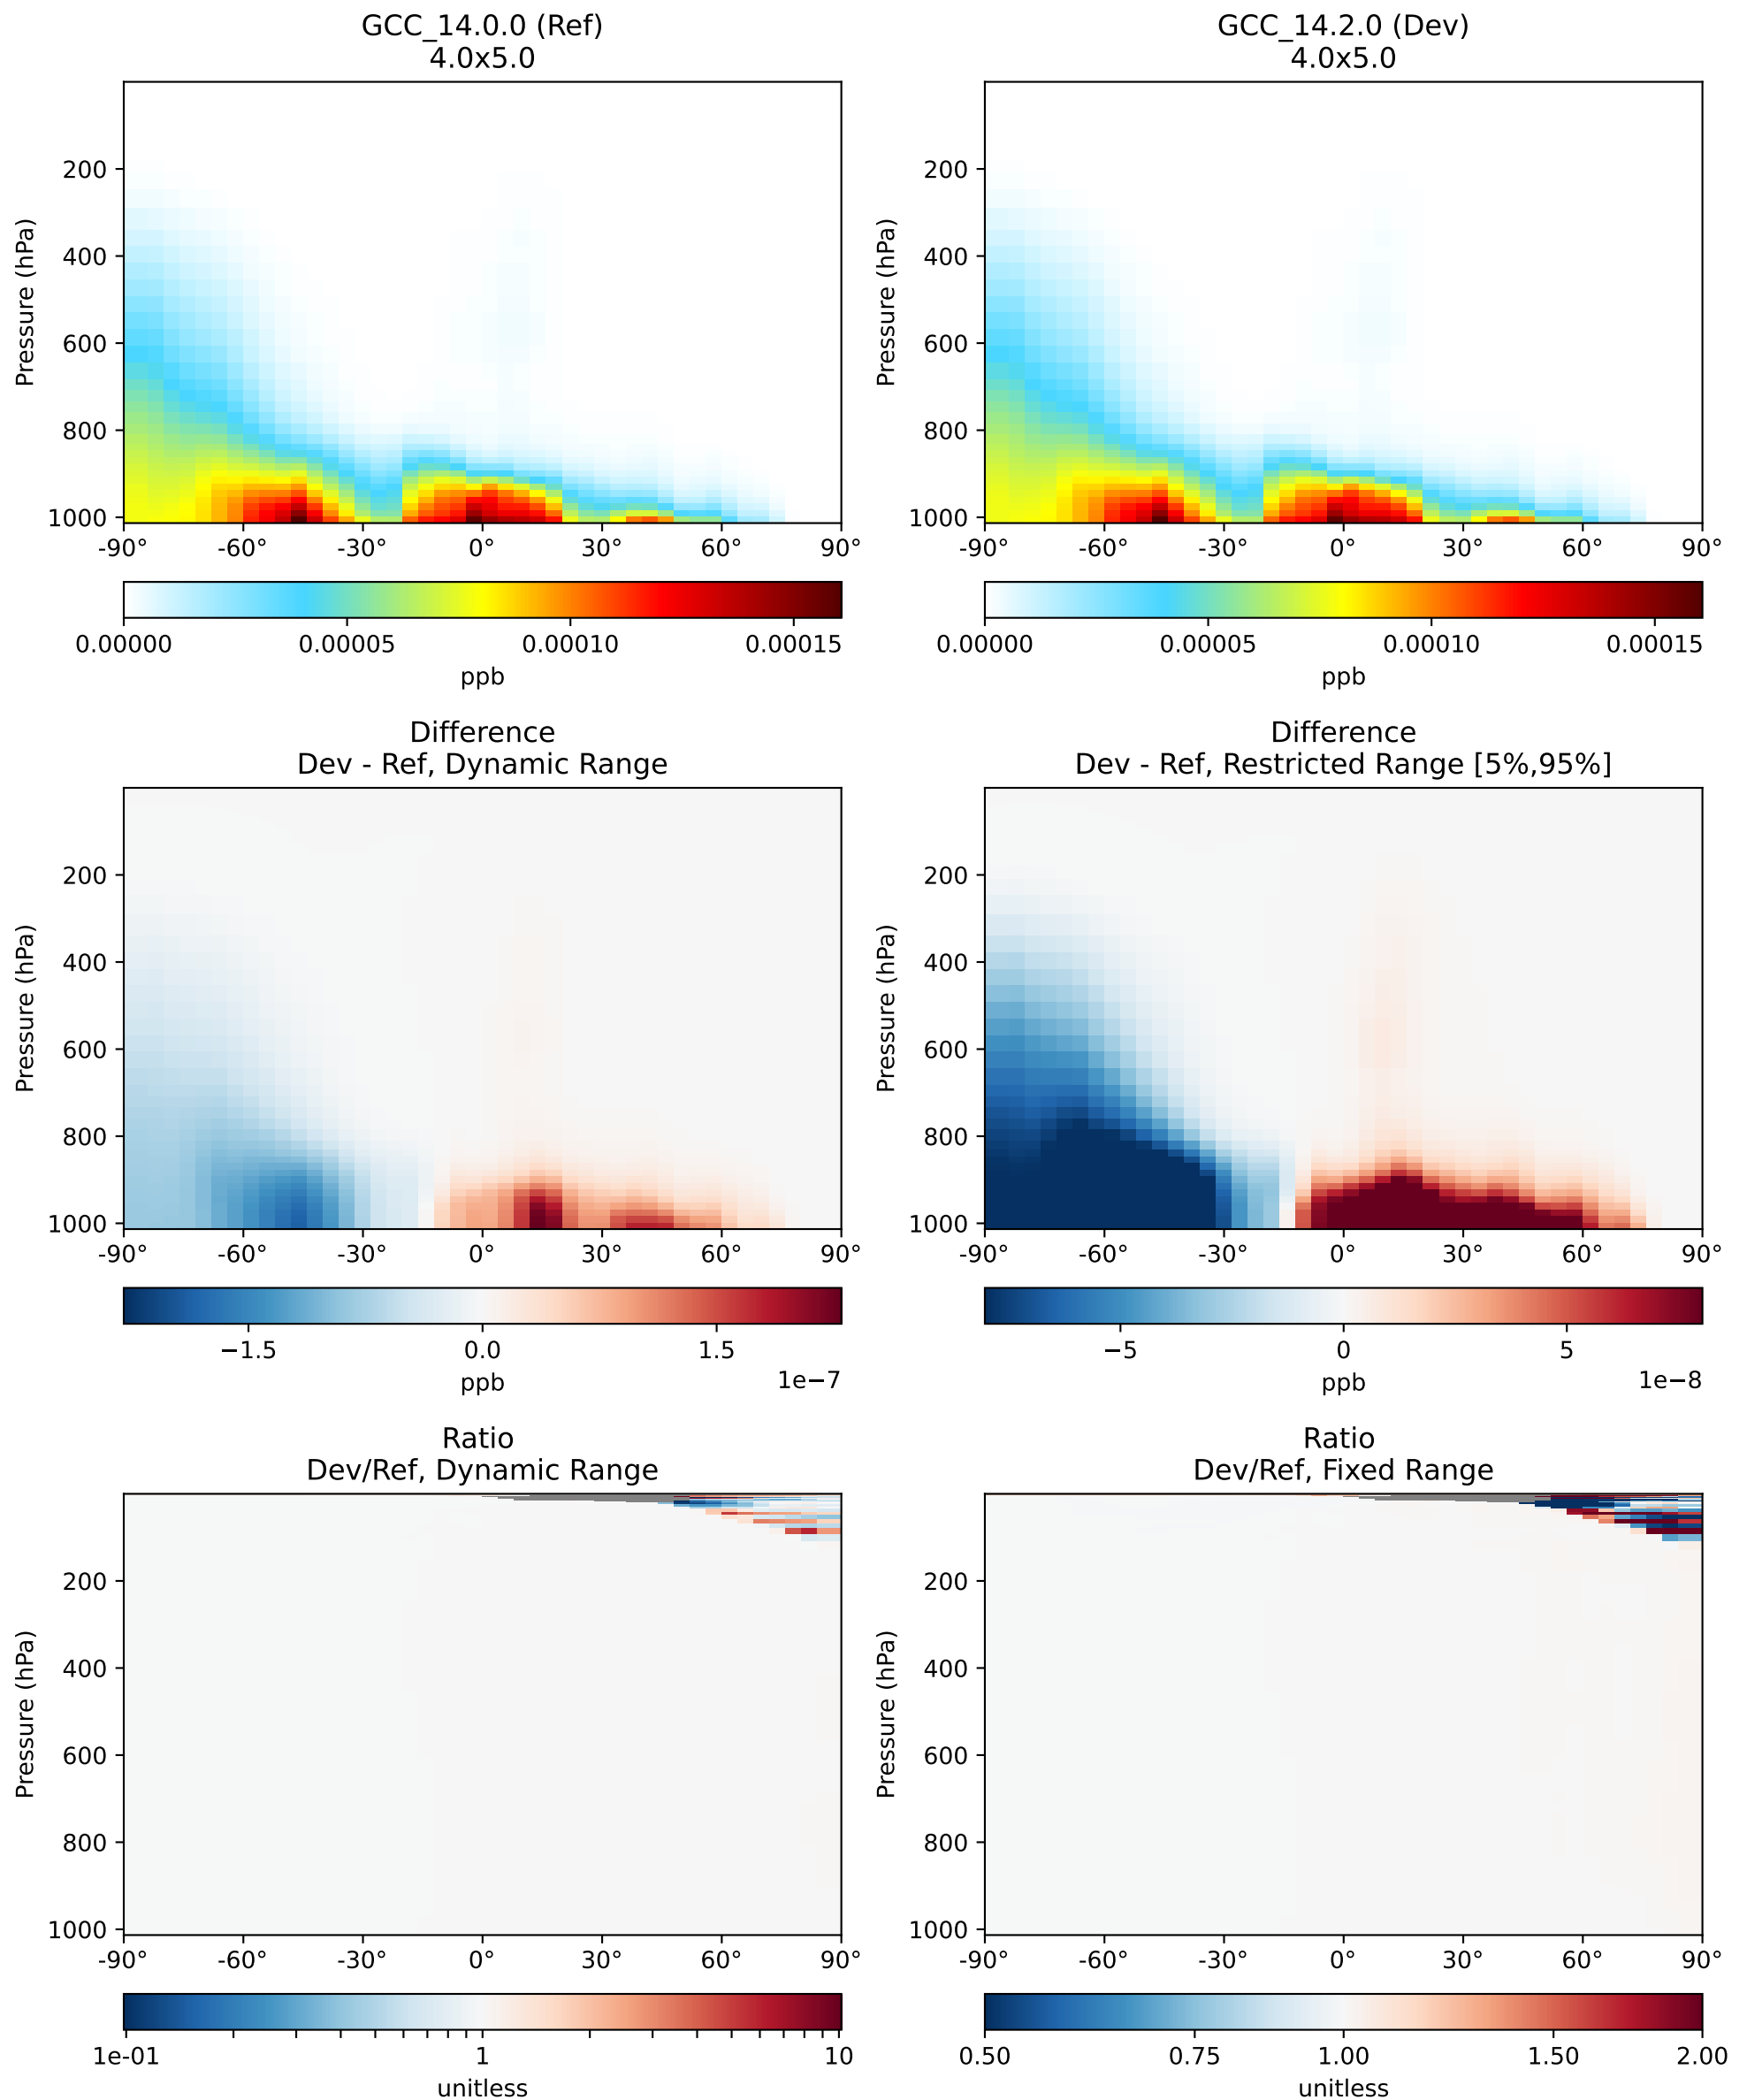 GCC_14.0.0 (Ref)
4.0x5.0
GCC_14.2.0 (Dev)
4.0x5.0
Pressure (hPa)
200
400
600
800
1000
-90° -60° -30° 0° 30° 60° 90°
0.00000 0.00005 0.00010 0.00015
ppb
Pressure (hPa)
200
400
600
800
1000
-90° -60° -30° 0° 30° 60° 90°
0.00000 0.00005 0.00010 0.00015
ppb
Difference
Dev - Ref, Dynamic Range
Pressure (hPa)
200
400
600
800
1000
-90° -60° -30° 0° 30° 60° 90°
−1.5 0.0 1.5
ppb
1e−7
Difference
Dev - Ref, Restricted Range [5%,95%]
Pressure (hPa)
200
400
600
800
1000
-90° -60° -30° 0° 30° 60° 90°
−5 0 5
ppb
1e−8
Ratio
Dev/Ref, Dynamic Range
Pressure (hPa)
200
400
600
800
1000
-90° -60° -30° 0° 30° 60° 90°
1e-01 1 10
unitless
Ratio
Dev/Ref, Fixed Range
Pressure (hPa)
200
400
600
800
1000
-90° -60° -30° 0° 30° 60° 90°
0.50 0.75 1.00 1.50 2.00
unitless